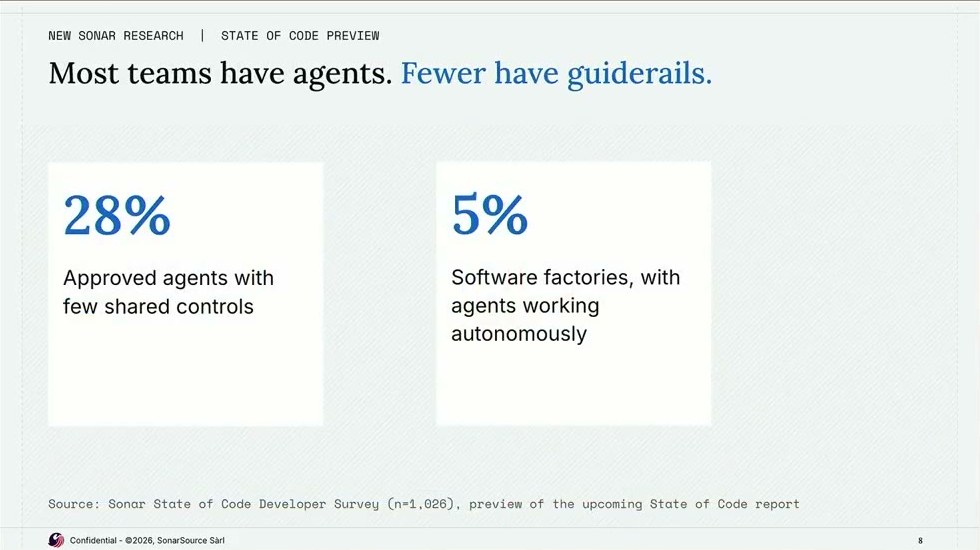 NEW SONAR RESEARCH | STATE OF CODE PREVIEW
Most teams have agents. Fewer have guiderails.
28%
Approved agents with
few shared controls
5%
Software factories, with
agents working
autonomously
Source: Sonar State of Code Developer Survey (n=1,026), preview of the upcoming State of Code report
Confidential - ©2026, SonarSource Sàrl
8